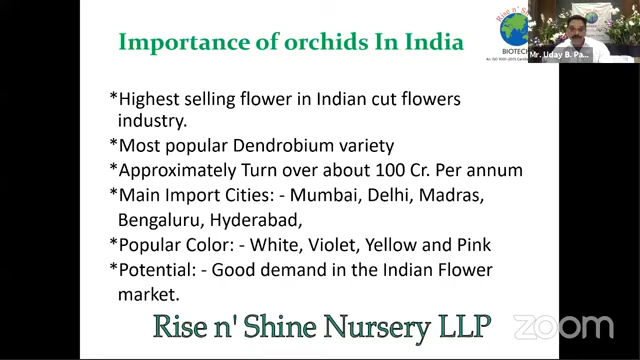 Importance of orchids In India
Rise n' Sh
BIOTECH
Mr. Uday B. Pa...
*Highest selling flower in Indian cut flowers
industry.
*Most popular Dendrobium variety
*Approximately Turn over about 100 Cr. Per annum
*Main Import Cities: - Mumbai, Delhi, Madras,
Bengaluru, Hyderabad,
*Popular Color: - White, Violet, Yellow and Pink
*Potential: - Good demand in the Indian Flower
market.
Rise n' Shine Nursery LLP
zoom